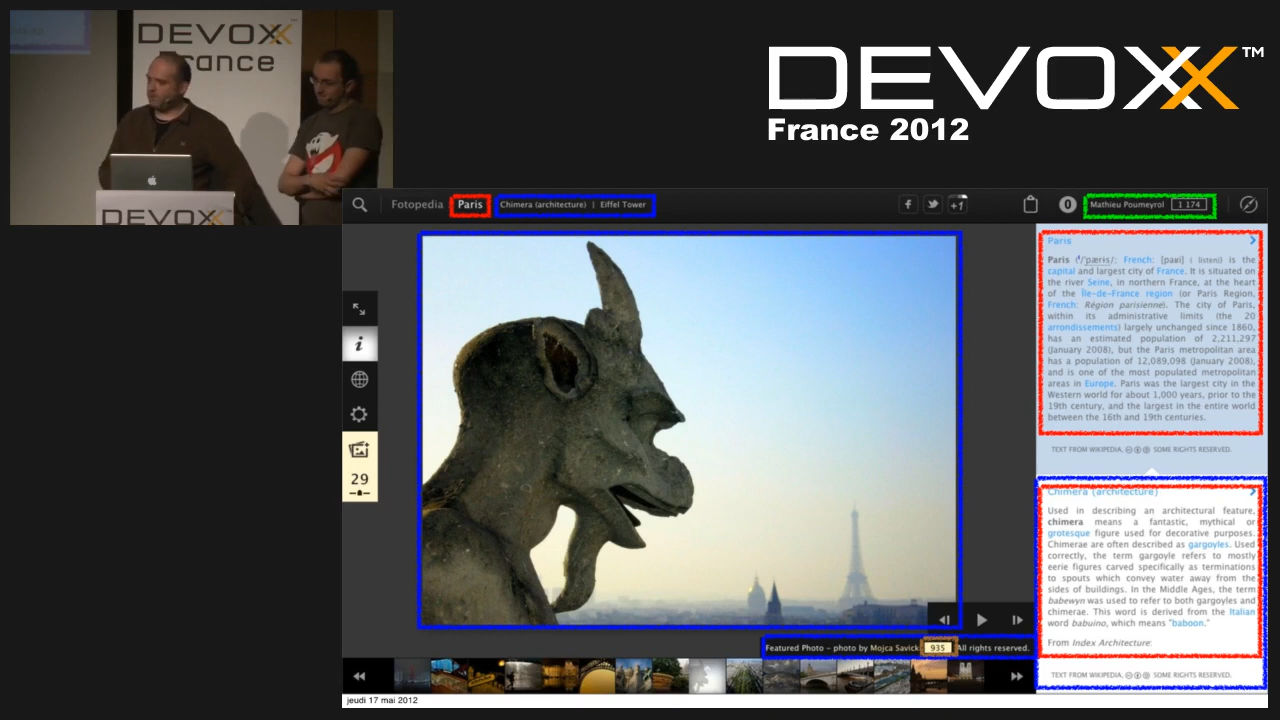 DEVOXX™
France
DEVOXX
DEVOXX™
France 2012
Fotopedia Paris Chimera (architecture) | Eiffel Tower
f +1
0 Mathieu Poumeyrol 1 174
Paris
Paris (/ˈpærɪs/; French: [paʁi] ( listen)) is the
capital and largest city of France. It is situated on
the river Seine, in northern France, at the heart
of the Île-de-France region (or Paris Region,
French: Région parisienne). The city of Paris,
within its administrative limits (the 20
arrondissements) largely unchanged since 1860,
has an estimated population of 2,211,297
(January 2008), but the Paris metropolitan area
has a population of 12,089,098 (January 2008),
and is one of the most populated metropolitan
areas in Europe. Paris was the largest city in the
Western world for about 1,000 years, prior to the
19th century, and the largest in the entire world
between the 16th and 19th centuries.
TEXT FROM WIKIPEDIA, SOME RIGHTS RESERVED.
Chimera (architecture)
Used in describing an architectural feature,
chimera means a fantastic, mythical or
grotesque figure used for decorative purposes.
Chimerae are often described as gargoyles. Used
correctly, the term gargoyle refers to mostly
eerie figures carved specifically as terminations
to spouts which convey water away from the
sides of buildings. In the Middle Ages, the term
babewyn was used to refer to both gargoyles and
chimerae. This word is derived from the Italian
word babuino, which means "baboon."
From Index Architecture.
TEXT FROM WIKIPEDIA, SOME RIGHTS RESERVED.
i
29
Featured Photo – photo by Mojca Savicki 935 All rights reserved.
jeudi 17 mai 2012